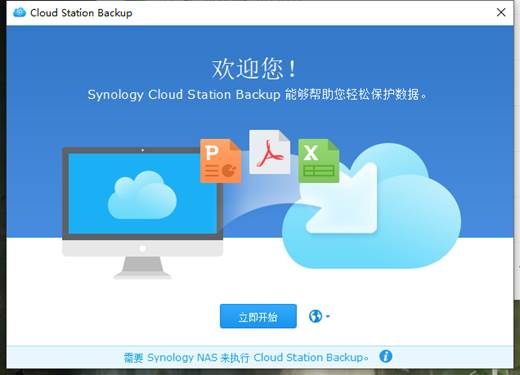 Cloud Station Backup
欢迎您！
Synology Cloud Station Backup 能够帮助您轻松保护数据。
P
X
立即开始
需要 Synology NAS 来执行 Cloud Station Backup。